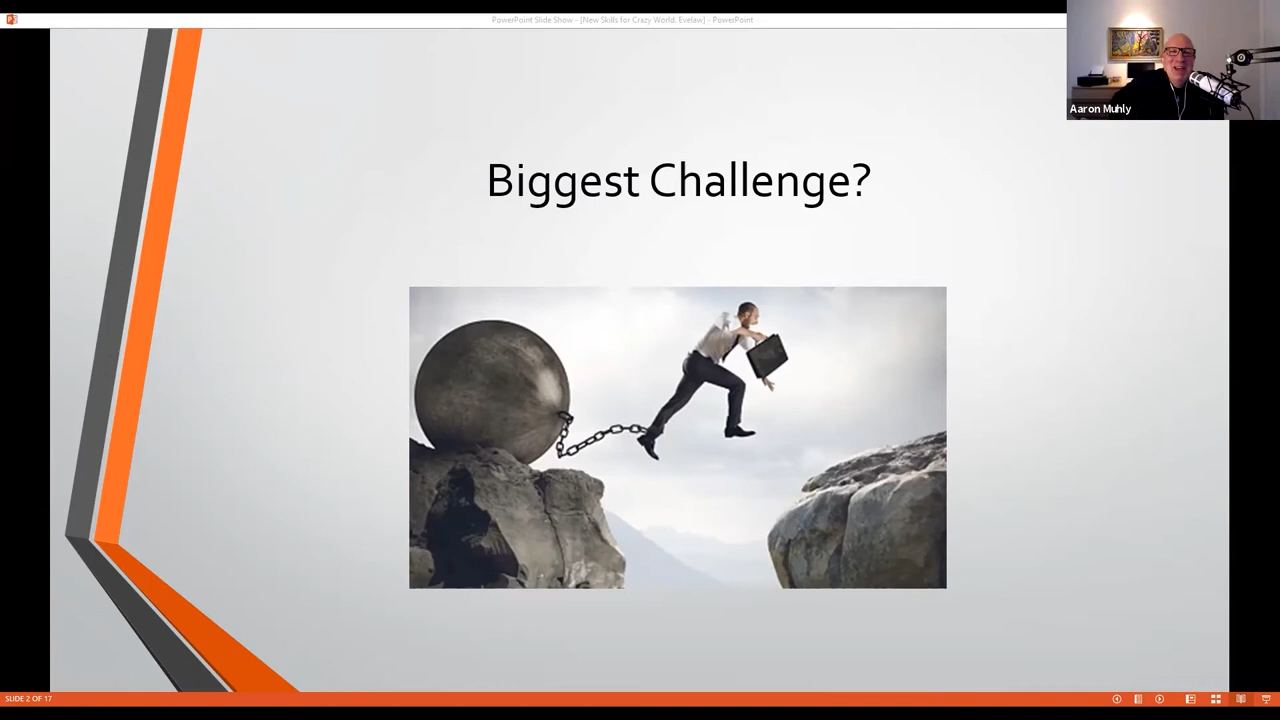 PowerPoint Slide Show - [New Skills for Crazy World. Evelaw] - PowerPoint
Aaron Muhly
Biggest Challenge?
SLIDE 2 OF 17